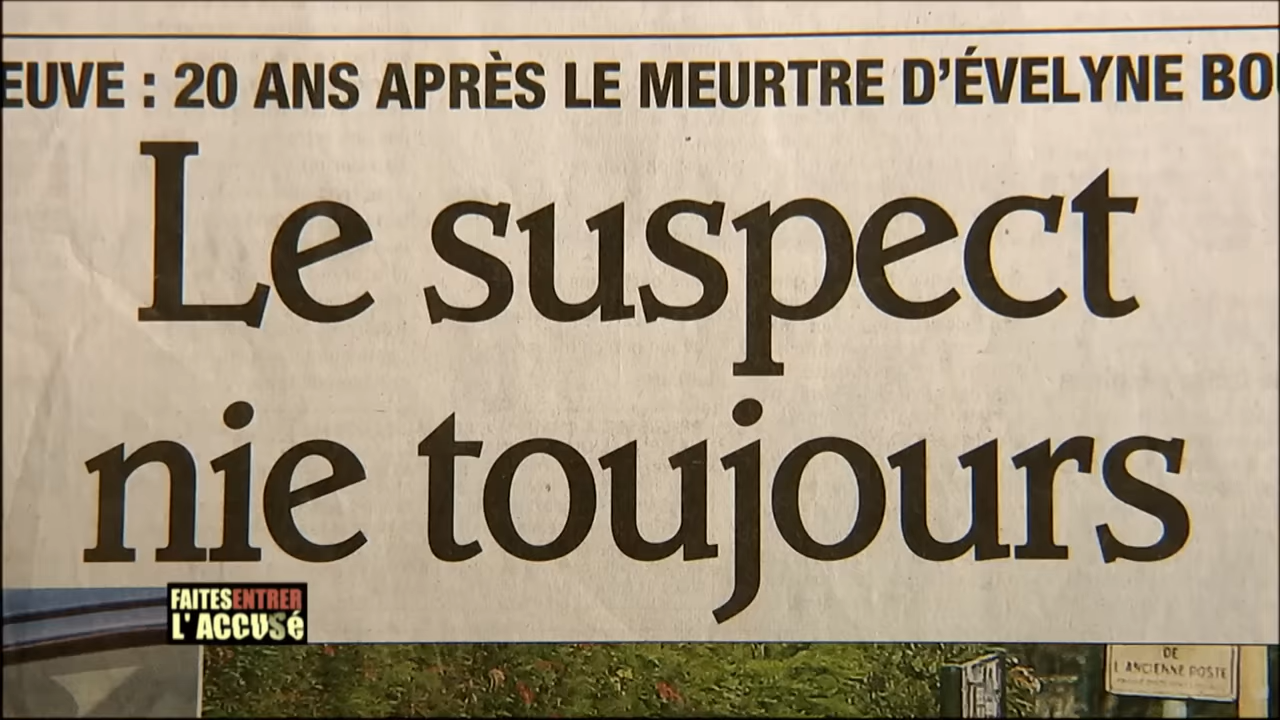 EUVE : 20 ANS APRÈS LE MEURTRE D'ÉVELYNE BO
Le suspect
nie toujours
FAITES ENTRER
L'ACCUSÉ
DE
L'ANCIENNE POSTE